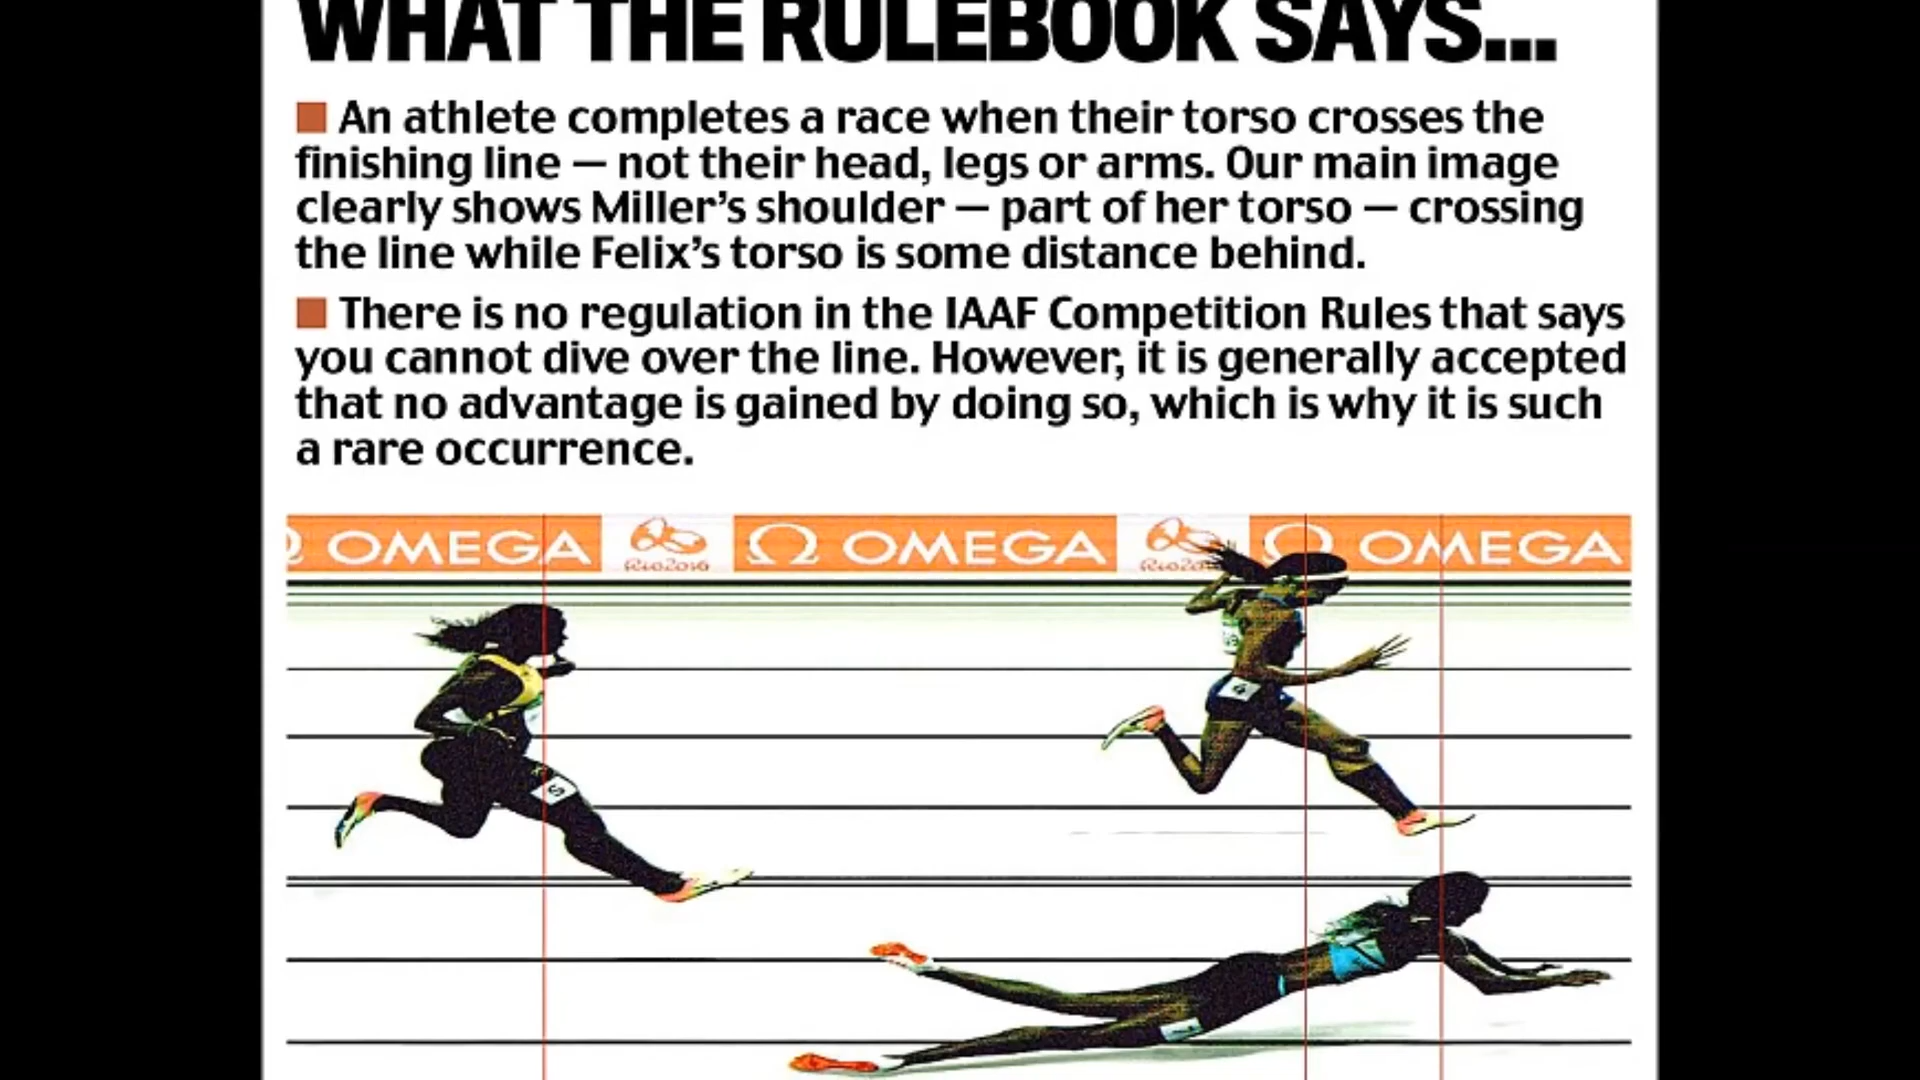 WHAT THE RULEBOOK SAYS...
An athlete completes a race when their torso crosses the
finishing line — not their head, legs or arms. Our main image
clearly shows Miller’s shoulder — part of her torso — crossing
the line while Felix’s torso is some distance behind.
There is no regulation in the IAAF Competition Rules that says
you cannot dive over the line. However, it is generally accepted
that no advantage is gained by doing so, which is why it is such
a rare occurrence.
Ω OMEGA Rio2016 Ω OMEGA Rio20 Ω OMEGA
4
5
1